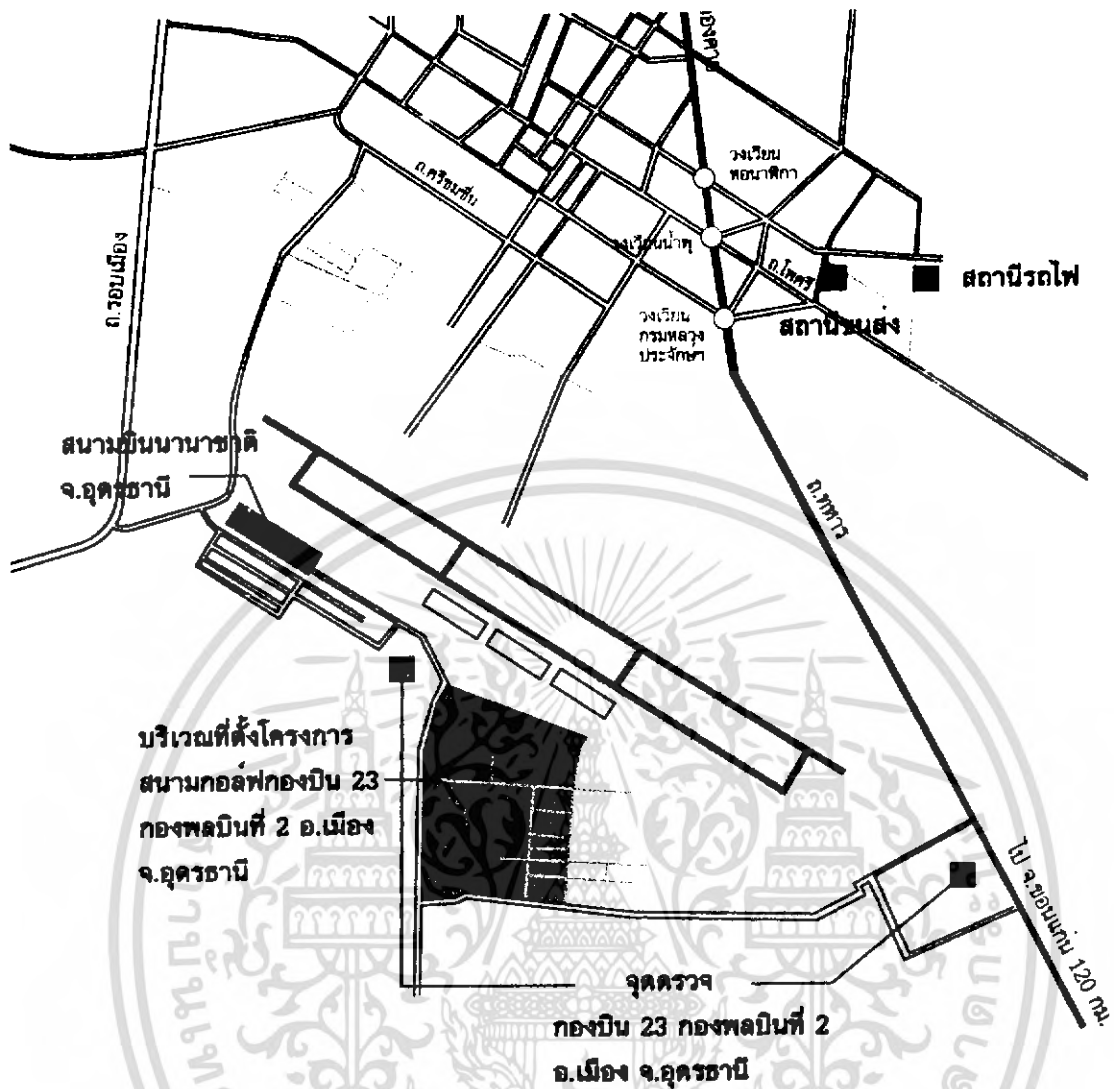 วงเวียน
หอนาฬิกา
ถ.ศรีชมชื่น
วงเวียนน้ำพุ
ถ.โพศรี
สถานีรถไฟ
สถานีขนส่ง
วงเวียน
กรมหลวง
ประจักษ์ฯ
ถ.รอบเมือง
สนามบินนานาชาติ
จ.อุดรธานี
ถ.ทหาร
บริเวณที่ตั้งโครงการ
สนามกอล์ฟกองบิน 23
กองพลบินที่ 2 อ.เมือง
จ.อุดรธานี
ไป จ.ขอนแก่น 120 กม.
จุดตรวจ
กองบิน 23 กองพลบินที่ 2
อ.เมือง จ.อุดรธานี